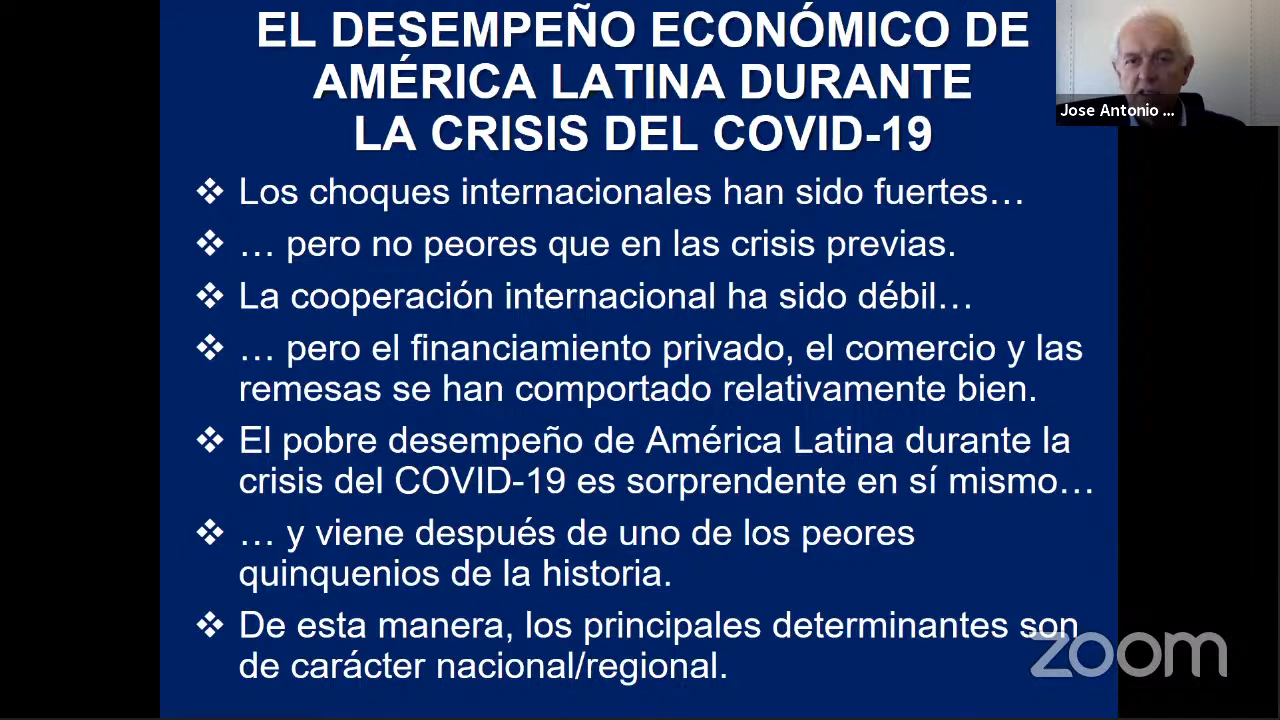 EL DESEMPEÑO ECONÓMICO DE
AMÉRICA LATINA DURANTE
LA CRISIS DEL COVID-19
Jose Antonio ...
❖ Los choques internacionales han sido fuertes…
❖ … pero no peores que en las crisis previas.
❖ La cooperación internacional ha sido débil…
❖ … pero el financiamiento privado, el comercio y las
remesas se han comportado relativamente bien.
❖ El pobre desempeño de América Latina durante la
crisis del COVID-19 es sorprendente en sí mismo…
❖ … y viene después de uno de los peores
quinquenios de la historia.
❖ De esta manera, los principales determinantes son
de carácter nacional/regional.
zoom